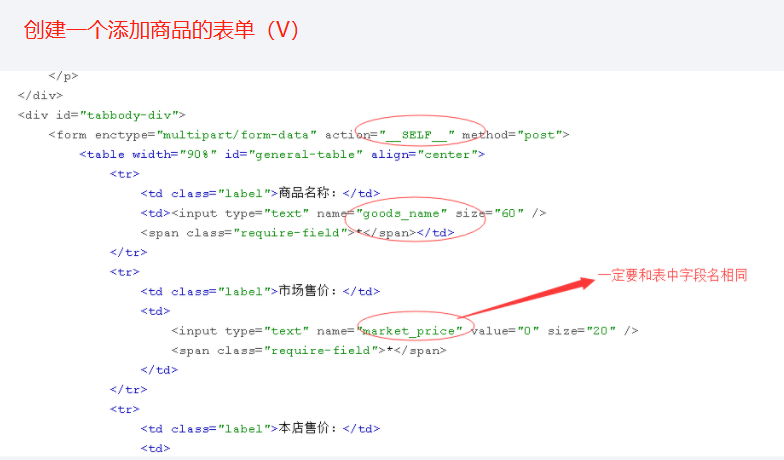 创建一个添加商品的表单（V）
</p>
</div>
<div id="tabbody-div">
<form enctype="multipart/form-data" action="__SELF__" method="post">
<table width="90%" id="general-table" align="center">
<tr>
<td class="label">商品名称：</td>
<td><input type="text" name="goods_name" size="60" />
<span class="require-field">*</span></td>
</tr>
<tr>
<td class="label">市场售价：</td>
<td>
一定要和表中字段名相同
<input type="text" name="market_price" value="0" size="20" />
<span class="require-field">*</span>
</td>
</tr>
<tr>
<td class="label">本店售价：</td>
<td>